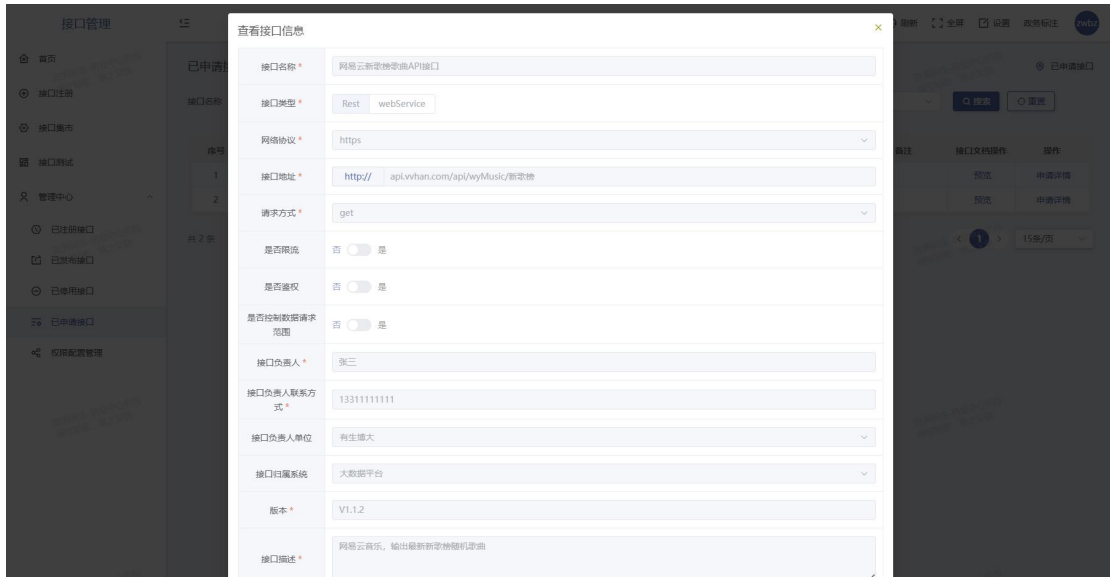 接口管理
刷新 全屏 设置 政务标注 zwbz
首页
接口注册
接口集市
接口测试
管理中心
已注册接口
已发布接口
已停用接口
已申请接口
权限配置管理
已申请接
已申请接口
接口名称
搜索 重置
序号 备注 接口文档操作 操作
1 预览 申请详情
2 预览 申请详情
共 2 条
1 15条/页
查看接口信息
接口名称 * 网易云新歌榜歌曲API接口
接口类型 * Rest webService
网络协议 * https
接口地址 * http:// api.vvhan.com/api/wyMusic/新歌榜
请求方式 * get
是否限流 否 是
是否鉴权 否 是
是否控制数据请求
范围 否 是
接口负责人 * 张三
接口负责人联系方
式 * 13311111111
接口负责人单位 有生博大
接口归属系统 大数据平台
版本 * V1.1.2
接口描述 * 网易云音乐，输出最新新歌榜随机歌曲